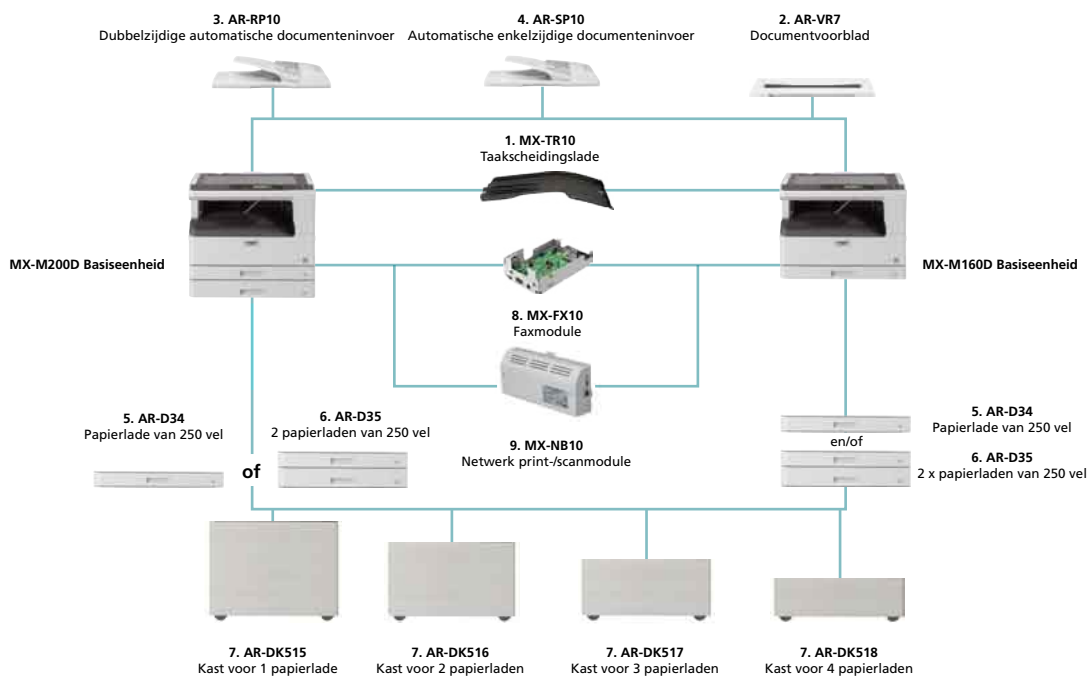 3. AR-RP10
Dubbelzijdige automatische documenteninvoer
4. AR-SP10
Automatische enkelzijdige documenteninvoer
2. AR-VR7
Documentvoorblad
1. MX-TR10
Taakscheidingslade
MX-M200D Basiseenheid
MX-M160D Basiseenheid
8. MX-FX10
Faxmodule
9. MX-NB10
Netwerk print-/scanmodule
5. AR-D34
Papierlade van 250 vel
of
6. AR-D35
2 papierladen van 250 vel
5. AR-D34
Papierlade van 250 vel
en/of
6. AR-D35
2 x papierladen van 250 vel
7. AR-DK515
Kast voor 1 papierlade
7. AR-DK516
Kast voor 2 papierladen
7. AR-DK517
Kast voor 3 papierladen
7. AR-DK518
Kast voor 4 papierladen